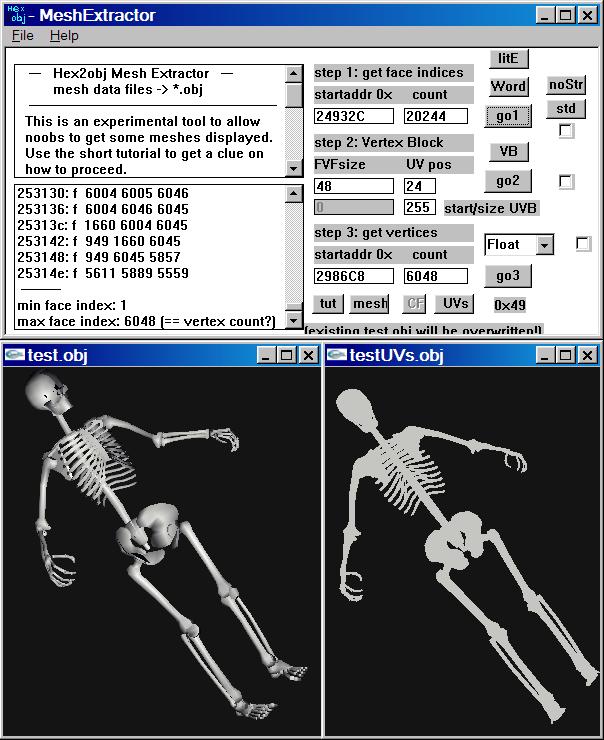 Hex
obj - MeshExtractor
File Help
— Hex2obj Mesh Extractor —
mesh data files -> *.obj
This is an experimental tool to allow
noobs to get some meshes displayed.
Use the short tutorial to get a clue on
how to proceed.
253130: f 6004 6005 6046
253136: f 6004 6046 6045
25313c: f 1660 6004 6045
253142: f 949 1660 6045
253148: f 949 6045 5857
25314e: f 5611 5889 5559
min face index: 1
max face index: 6048 (== vertex count?)
step 1: get face indices
startaddr 0x count
24932C 20244
step 2: Vertex Block
FVFsize UV pos
48 24
0 255 start/size UVB
step 3: get vertices
startaddr 0x count
2986C8 6048
tut mesh CF UVs
(existing test.obj will be overwritten!)
litE
Word noStr
go1 std
VB
go2
Float
go3
0x49
test.obj
testUVs.obj